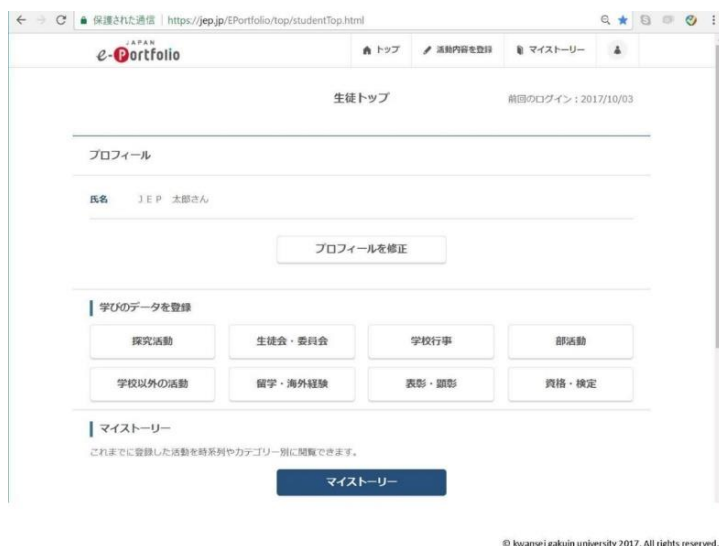 保護された通信 | https://jep.jp/EPortfolio/top/studentTop.html
JAPAN
e-Portfolio
トップ 活動内容を登録 マイストーリー
生徒トップ 前回のログイン:2017/10/03
プロフィール
氏名 JEP 太郎さん
プロフィールを修正
学びのデータを登録
探究活動 生徒会・委員会 学校行事 部活動
学校以外の活動 留学・海外経験 表彰・顕彰 資格・検定
マイストーリー
これまでに登録した活動を時系列やカテゴリー別に閲覧できます。
マイストーリー
© kwansei gakuin university 2017. All rights reserved.